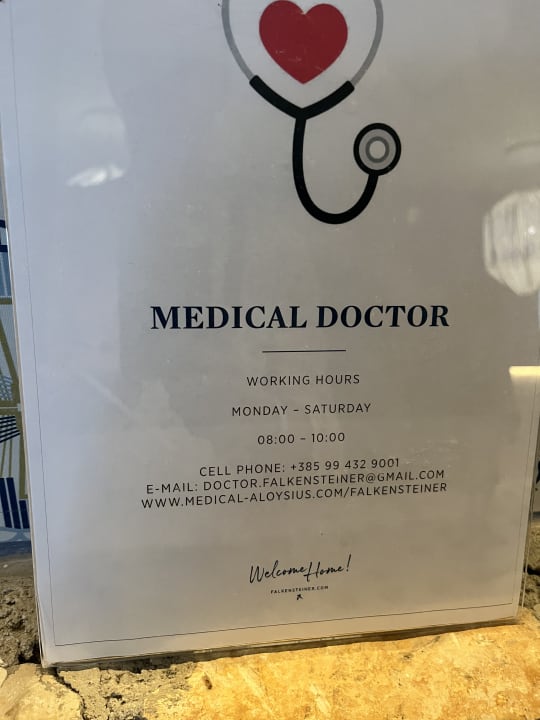 MEDICAL DOCTOR
WORKING HOURS
MONDAY – SATURDAY
08:00 – 10:00
CELL PHONE: +385 99 432 9001
E-MAIL: DOCTOR.FALKENSTEINER@GMAIL.COM
WWW.MEDICAL-ALOYSIUS.COM/FALKENSTEINER
Welcome Home!
FALKENSTEINER.COM